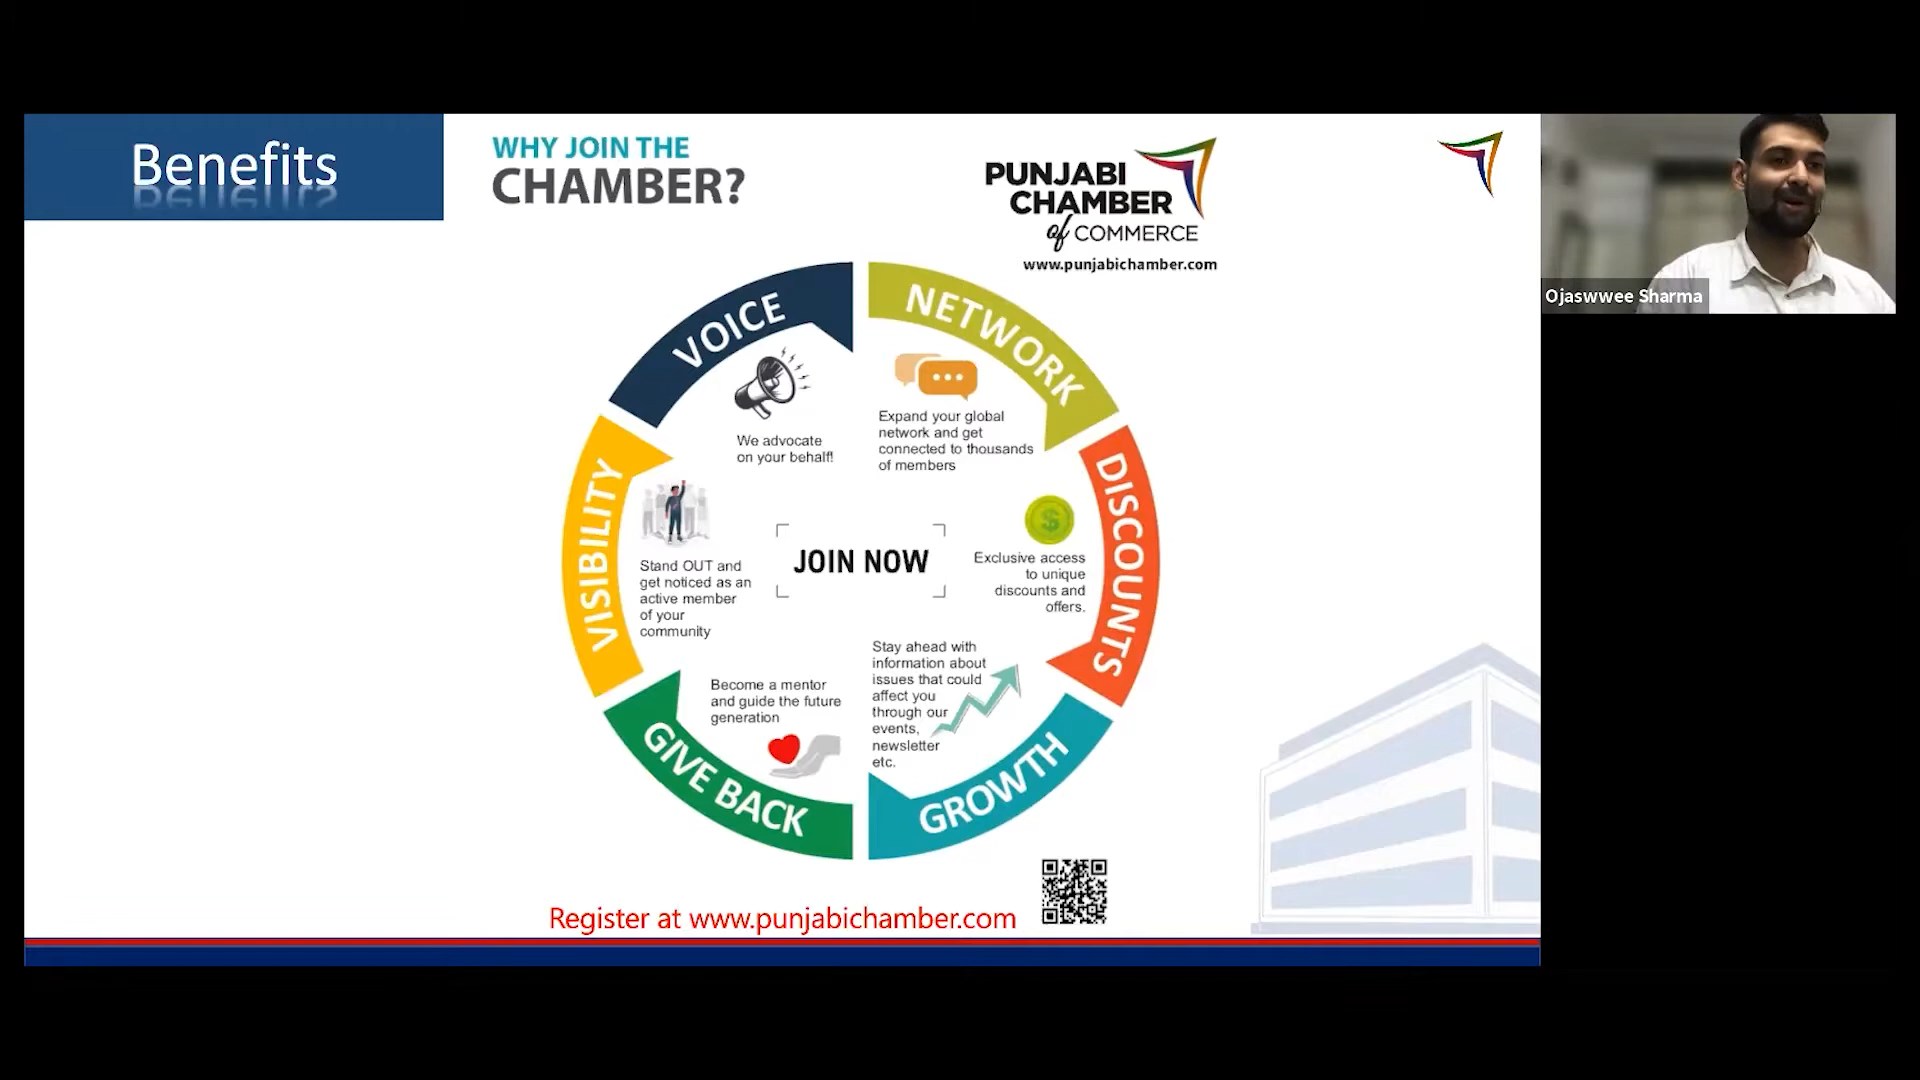 Benefits
WHY JOIN THE
CHAMBER?
PUNJABI
CHAMBER
of COMMERCE
www.punjabichamber.com
Ojaswwee Sharma
VOICE
We advocate
on your behalf!
NETWORK
Expand your global
network and get
connected to thousands
of members
DISCOUNTS
Exclusive access
to unique
discounts and
offers.
GROWTH
Stay ahead with
information about
issues that could
affect you
through our
events,
newsletter
etc.
GIVE BACK
Become a mentor
and guide the future
generation
VISIBILITY
Stand OUT and
get noticed as an
active member
of your
community
JOIN NOW
Register at www.punjabichamber.com